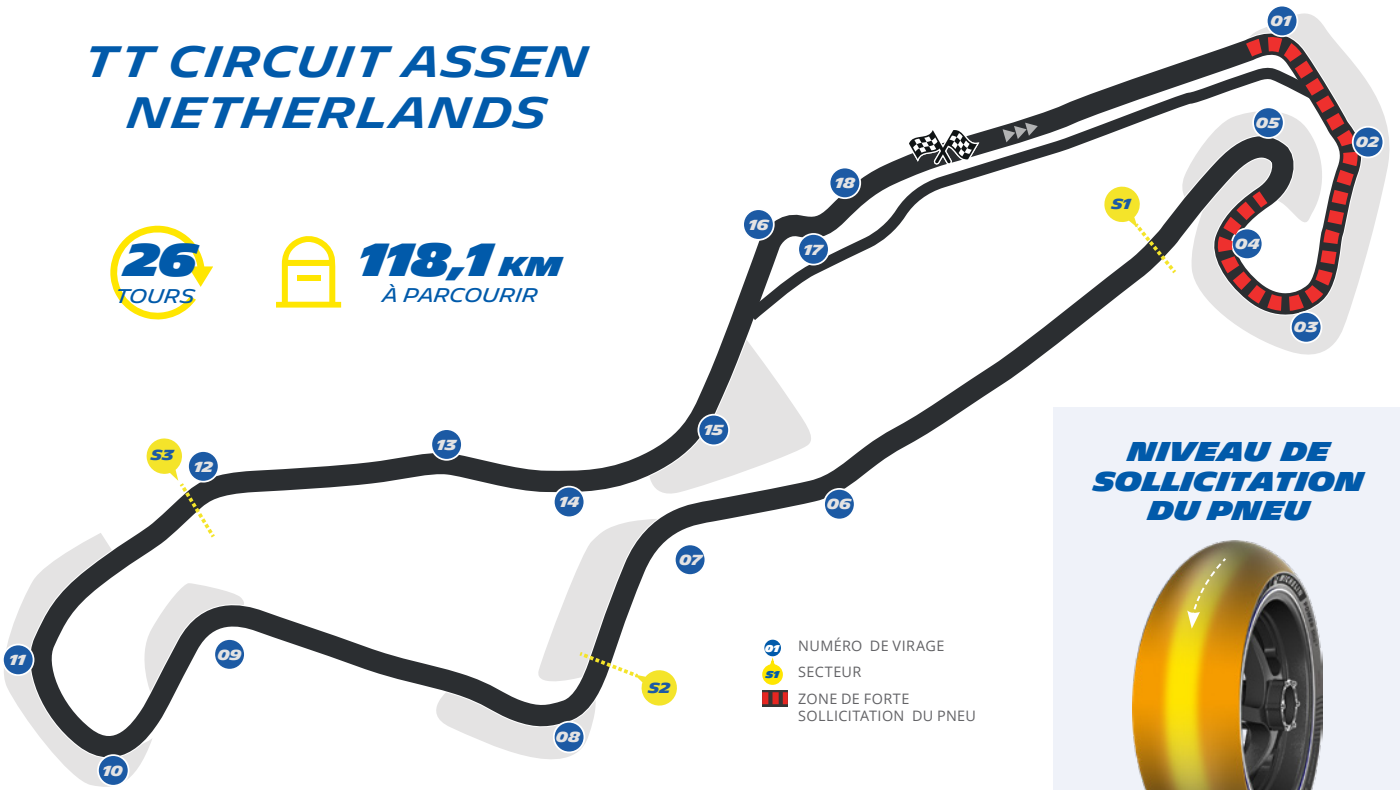 TT CIRCUIT ASSEN
NETHERLANDS
26
TOURS
118,1 KM
À PARCOURIR
01
02
03
04
05
S1
18
16
17
15
13
S3
12
14
06
07
11
09
S2
08
10
01 NUMÉRO DE VIRAGE
S1 SECTEUR
ZONE DE FORTE
SOLLICITATION DU PNEU
NIVEAU DE
SOLLICITATION
DU PNEU
MICHELIN